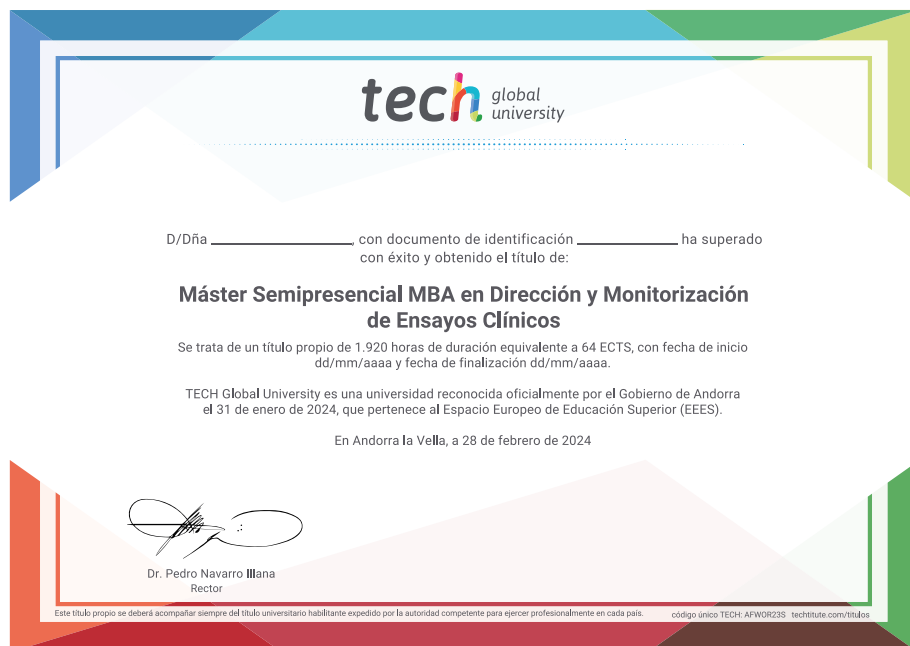 tech global
university
D/Dña _______________, con documento de identificación ___________ ha superado
con éxito y obtenido el título de:
Máster Semipresencial MBA en Dirección y Monitorización
de Ensayos Clínicos
Se trata de un título propio de 1.920 horas de duración equivalente a 64 ECTS, con fecha de inicio
dd/mm/aaaa y fecha de finalización dd/mm/aaaa.
TECH Global University es una universidad reconocida oficialmente por el Gobierno de Andorra
el 31 de enero de 2024, que pertenece al Espacio Europeo de Educación Superior (EEES).
En Andorra la Vella, a 28 de febrero de 2024
Dr. Pedro Navarro Illana
Rector
Este título propio se deberá acompañar siempre del título universitario habilitante expedido por la autoridad competente para ejercer profesionalmente en cada país.
código único TECH: AFWOR23S techtitute.com/titulos